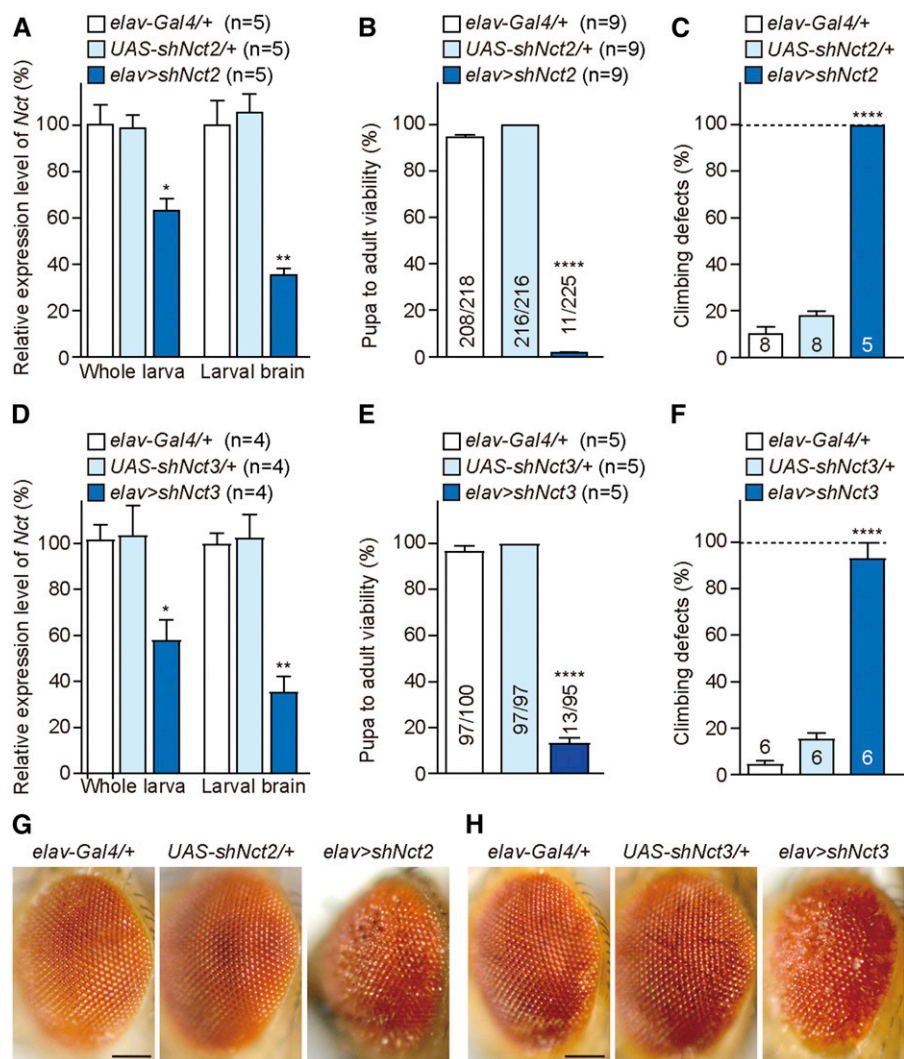 A
elav-Gal4/+ (n=5)
UAS-shNct2/+ (n=5)
elav>shNct2 (n=5)
Relative expression level of Nct (%)
100
80
60
40
20
0
*
**
Whole larva
Larval brain
B
elav-Gal4/+ (n=9)
UAS-shNct2/+ (n=9)
elav>shNct2 (n=9)
Pupa to adult viability (%)
100
80
60
40
20
0
208/218
216/216
****
11/225
C
elav-Gal4/+
UAS-shNct2/+
elav>shNct2
Climbing defects (%)
100
80
60
40
20
0
****
8
8
5
D
elav-Gal4/+ (n=4)
UAS-shNct3/+ (n=4)
elav>shNct3 (n=4)
Relative expression level of Nct (%)
100
80
60
40
20
0
*
**
Whole larva
Larval brain
E
elav-Gal4/+ (n=5)
UAS-shNct3/+ (n=5)
elav>shNct3 (n=5)
Pupa to adult viability (%)
100
80
60
40
20
0
97/100
97/97
****
13/95
F
elav-Gal4/+
UAS-shNct3/+
elav>shNct3
Climbing defects (%)
100
80
60
40
20
0
****
6
6
6
G
elav-Gal4/+
UAS-shNct2/+
elav>shNct2
H
elav-Gal4/+
UAS-shNct3/+
elav>shNct3